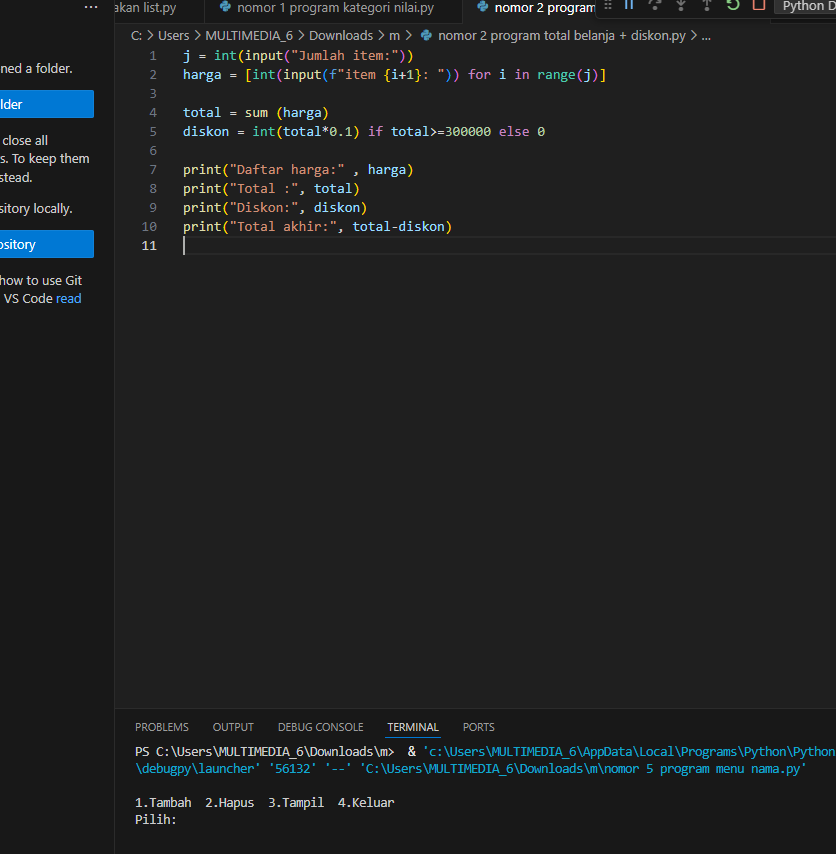 ... akan list.py nomor 1 program kategori nilai.py nomor 2 program Python D
C: > Users > MULTIMEDIA_6 > Downloads > m > nomor 2 program total belanja + diskon.py > ...
ned a folder.
lder
close all
s. To keep them
stead.
sitory locally.
ository
how to use Git
VS Code read
1 j = int(input("Jumlah item:"))
2 harga = [int(input(f"item {i+1}: ")) for i in range(j)]
3
4 total = sum (harga)
5 diskon = int(total*0.1) if total>=300000 else 0
6
7 print("Daftar harga:" , harga)
8 print("Total :", total)
9 print("Diskon:", diskon)
10 print("Total akhir:", total-diskon)
11
PROBLEMS OUTPUT DEBUG CONSOLE TERMINAL PORTS
PS C:\Users\MULTIMEDIA_6\Downloads\m> & 'c:\Users\MULTIMEDIA_6\AppData\Local\Programs\Python\Python
\debugpy\launcher' '56132' '--' 'C:\Users\MULTIMEDIA_6\Downloads\m\nomor 5 program menu nama.py'
1.Tambah 2.Hapus 3.Tampil 4.Keluar
Pilih: